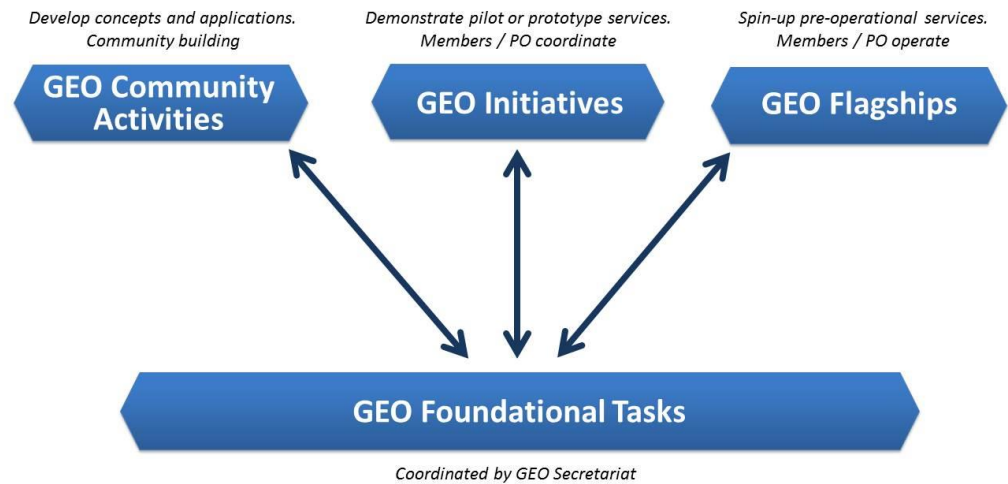 Develop concepts and applications.
Community building
GEO Community
Activities
Demonstrate pilot or prototype services.
Members / PO coordinate
GEO Initiatives
Spin-up pre-operational services.
Members / PO operate
GEO Flagships
GEO Foundational Tasks
Coordinated by GEO Secretariat